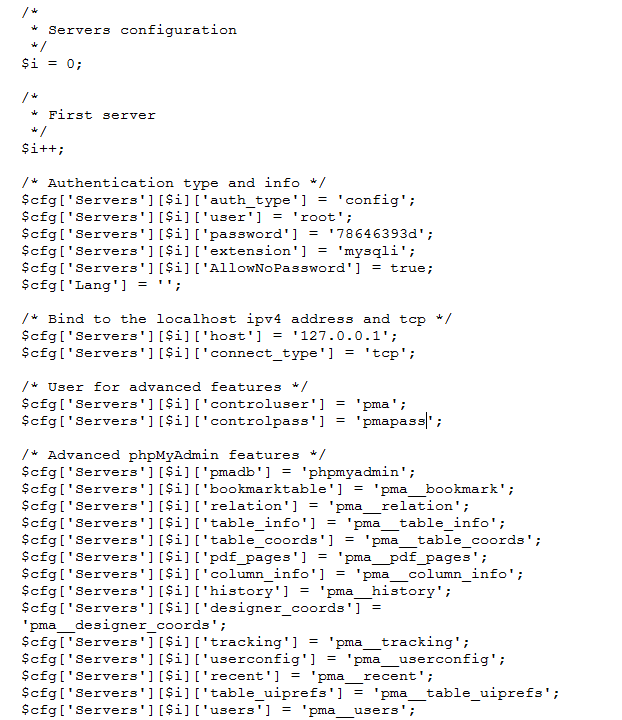 /*
 * Servers configuration
 */
$i = 0;

/*
 * First server
 */
$i++;

/* Authentication type and info */
$cfg['Servers'][$i]['auth_type'] = 'config';
$cfg['Servers'][$i]['user'] = 'root';
$cfg['Servers'][$i]['password'] = '78646393d';
$cfg['Servers'][$i]['extension'] = 'mysqli';
$cfg['Servers'][$i]['AllowNoPassword'] = true;
$cfg['Lang'] = '';

/* Bind to the localhost ipv4 address and tcp */
$cfg['Servers'][$i]['host'] = '127.0.0.1';
$cfg['Servers'][$i]['connect_type'] = 'tcp';

/* User for advanced features */
$cfg['Servers'][$i]['controluser'] = 'pma';
$cfg['Servers'][$i]['controlpass'] = 'pmapass';

/* Advanced phpMyAdmin features */
$cfg['Servers'][$i]['pmadb'] = 'phpmyadmin';
$cfg['Servers'][$i]['bookmarktable'] = 'pma__bookmark';
$cfg['Servers'][$i]['relation'] = 'pma__relation';
$cfg['Servers'][$i]['table_info'] = 'pma__table_info';
$cfg['Servers'][$i]['table_coords'] = 'pma__table_coords';
$cfg['Servers'][$i]['pdf_pages'] = 'pma__pdf_pages';
$cfg['Servers'][$i]['column_info'] = 'pma__column_info';
$cfg['Servers'][$i]['history'] = 'pma__history';
$cfg['Servers'][$i]['designer_coords'] =
'pma__designer_coords';
$cfg['Servers'][$i]['tracking'] = 'pma__tracking';
$cfg['Servers'][$i]['userconfig'] = 'pma__userconfig';
$cfg['Servers'][$i]['recent'] = 'pma__recent';
$cfg['Servers'][$i]['table_uiprefs'] = 'pma__table_uiprefs';
$cfg['Servers'][$i]['users'] = 'pma__users';